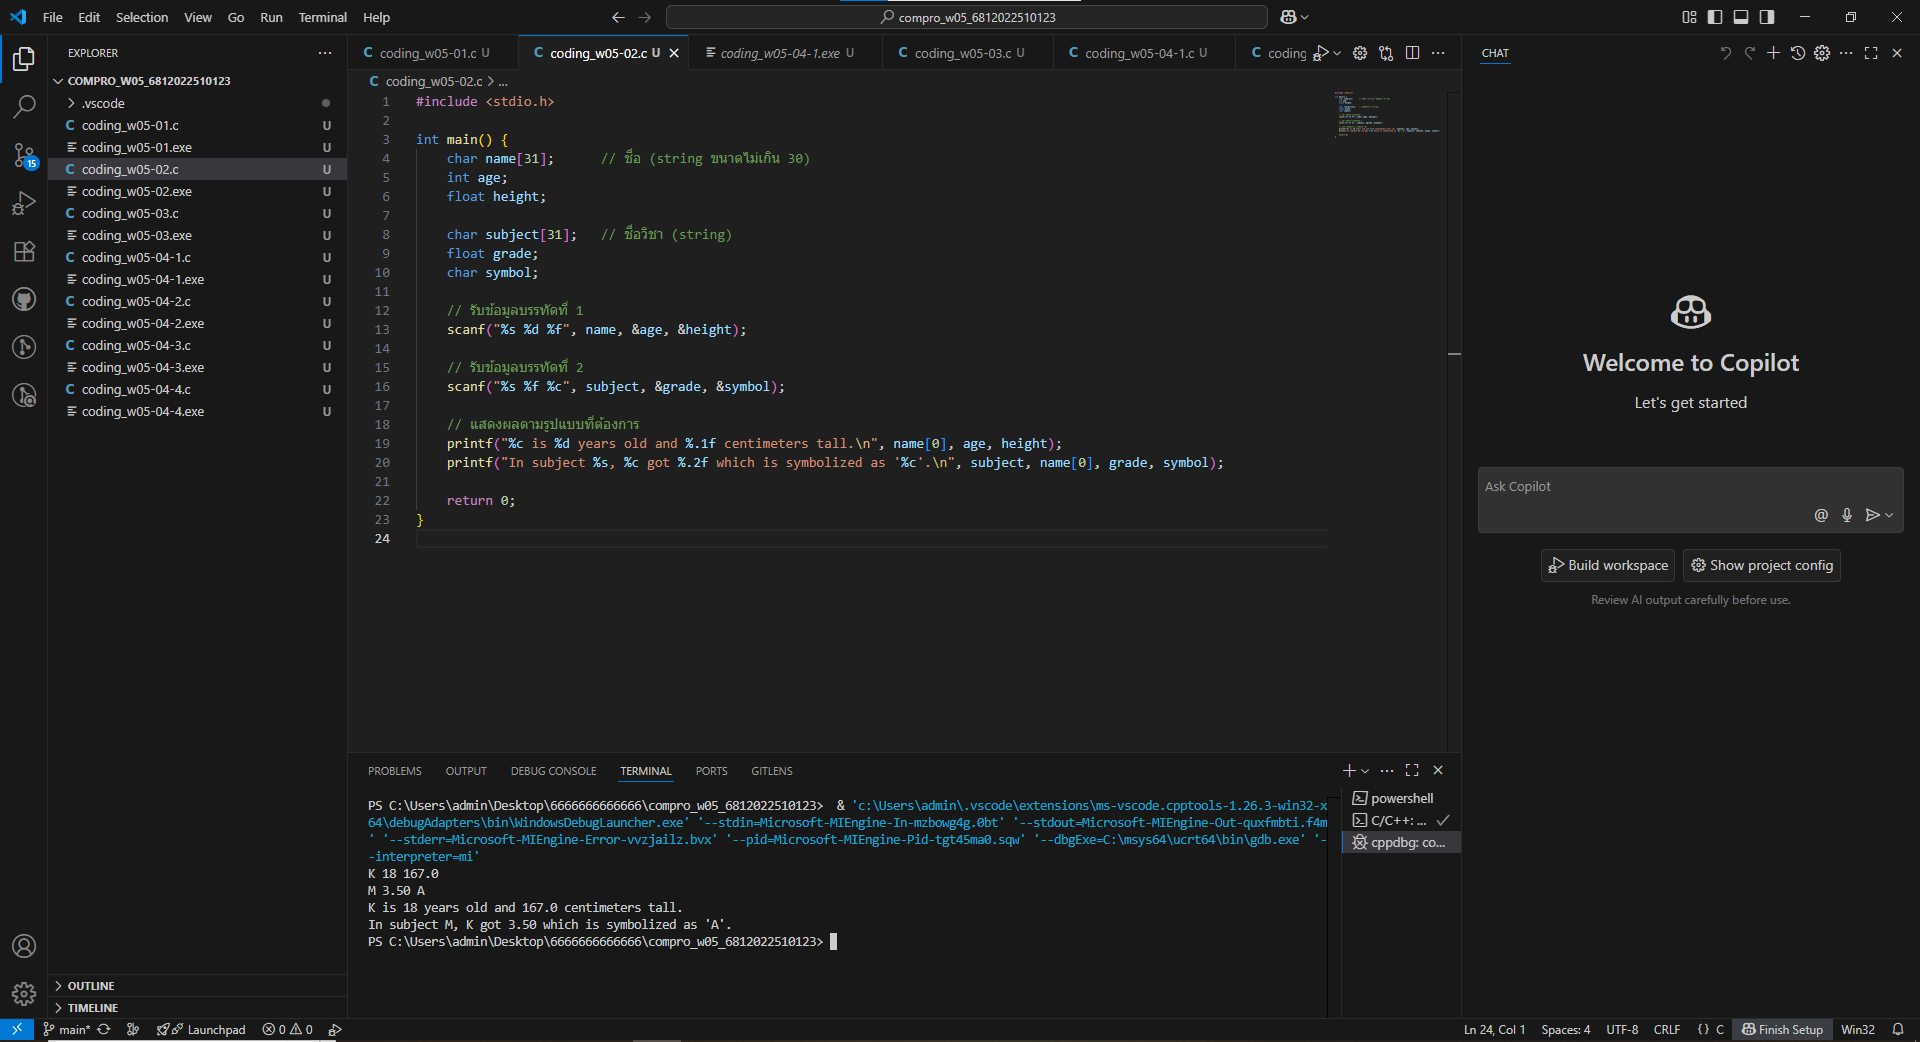 File Edit Selection View Go Run Terminal Help
compro_w05_6812022510123
EXPLORER
COMPRO_W05_6812022510123
.vscode
C coding_w05-01.c U
coding_w05-01.exe U
C coding_w05-02.c U
coding_w05-02.exe U
C coding_w05-03.c U
coding_w05-03.exe U
C coding_w05-04-1.c U
coding_w05-04-1.exe U
C coding_w05-04-2.c U
coding_w05-04-2.exe U
C coding_w05-04-3.c U
coding_w05-04-3.exe U
C coding_w05-04-4.c U
coding_w05-04-4.exe U
15
OUTLINE
TIMELINE
C coding_w05-01.c U
C coding_w05-02.c U
coding_w05-04-1.exe U
C coding_w05-03.c U
C coding_w05-04-1.c U
C coding
C coding_w05-02.c > ...
1 #include <stdio.h>
2
3 int main() {
4 char name[31]; // ชื่อ (string ขนาดไม่เกิน 30)
5 int age;
6 float height;
7
8 char subject[31]; // ชื่อวิชา (string)
9 float grade;
10 char symbol;
11
12 // รับข้อมูลบรรทัดที่ 1
13 scanf("%s %d %f", name, &age, &height);
14
15 // รับข้อมูลบรรทัดที่ 2
16 scanf("%s %f %c", subject, &grade, &symbol);
17
18 // แสดงผลตามรูปแบบที่ต้องการ
19 printf("%c is %d years old and %.1f centimeters tall.\n", name[0], age, height);
20 printf("In subject %s, %c got %.2f which is symbolized as '%c'.\n", subject, name[0], grade, symbol);
21
22 return 0;
23 }
24
PROBLEMS OUTPUT DEBUG CONSOLE TERMINAL PORTS GITLENS
PS C:\Users\admin\Desktop\6666666666666\compro_w05_6812022510123> & 'c:\Users\admin\.vscode\extensions\ms-vscode.cpptools-1.26.3-win32-x
64\debugAdapters\bin\WindowsDebugLauncher.exe' '--stdin=Microsoft-MIEngine-In-mzbowg4g.0bt' '--stdout=Microsoft-MIEngine-Out-quxfmbti.f4m
' '--stderr=Microsoft-MIEngine-Error-vvzjailz.bvx' '--pid=Microsoft-MIEngine-Pid-tgt45ma0.sqw' '--dbgExe=C:\msys64\ucrt64\bin\gdb.exe' '-
-interpreter=mi'
K 18 167.0
M 3.50 A
K is 18 years old and 167.0 centimeters tall.
In subject M, K got 3.50 which is symbolized as 'A'.
PS C:\Users\admin\Desktop\6666666666666\compro_w05_6812022510123>
powershell
C/C++: ...
cppdbg: co...
CHAT
Welcome to Copilot
Let's get started
Ask Copilot
Build workspace
Show project config
Review AI output carefully before use.
main*
Launchpad
0 0
Ln 24, Col 1 Spaces: 4 UTF-8 CRLF {} C Finish Setup Win32